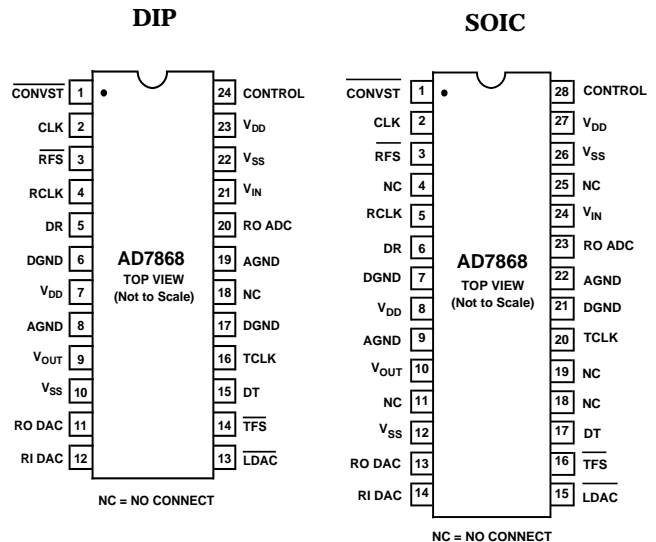 DIP
CONVST 1 24 CONTROL
CLK 2 23 VDD
RFS 3 22 VSS
RCLK 4 21 VIN
DR 5 20 RO ADC
DGND 6 19 AGND
VDD 7 18 NC
AGND 8 17 DGND
VOUT 9 16 TCLK
VSS 10 15 DT
RO DAC 11 14 TFS
RI DAC 12 13 LDAC
AD7868
TOP VIEW
(Not to Scale)
NC = NO CONNECT
SOIC
CONVST 1 28 CONTROL
CLK 2 27 VDD
RFS 3 26 VSS
NC 4 25 NC
RCLK 5 24 VIN
DR 6 23 RO ADC
DGND 7 22 AGND
VDD 8 21 DGND
AGND 9 20 TCLK
VOUT 10 19 NC
NC 11 18 NC
VSS 12 17 DT
RO DAC 13 16 TFS
RI DAC 14 15 LDAC
AD7868
TOP VIEW
(Not to Scale)
NC = NO CONNECT